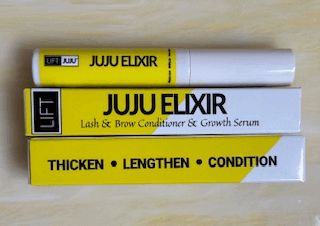 LIFT JUJU JUJU ELIXIR
LIFT JUJU ELIXIR
Lash & Brow Conditioner & Growth Serum
THICKEN • LENGTHEN • CONDITION